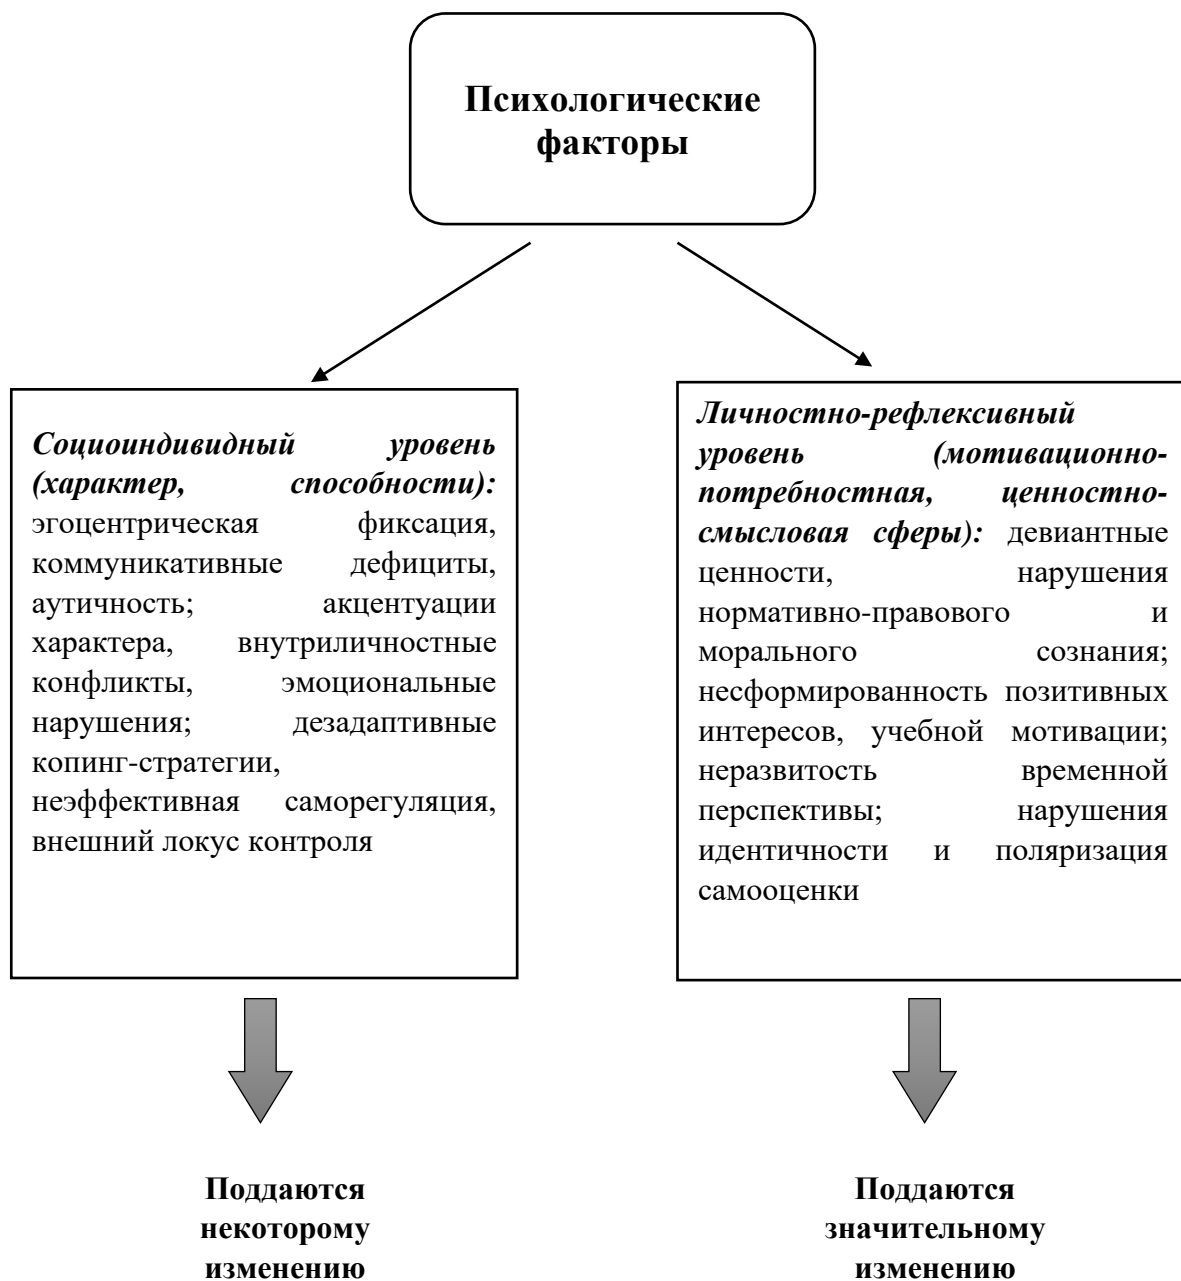 Психологические
факторы
Социоиндивидный уровень
(характер, способности):
эгоцентрическая фиксация,
коммуникативные дефициты,
аутичность; акцентуации
характера, внутриличностные
конфликты, эмоциональные
нарушения; дезадаптивные
копинг-стратегии,
неэффективная саморегуляция,
внешний локус контроля
Личностно-рефлексивный
уровень (мотивационно-
потребностная, ценностно-
смысловая сферы): девиантные
ценности, нарушения
нормативно-правового и
морального сознания;
несформированность позитивных
интересов, учебной мотивации;
неразвитость временной
перспективы; нарушения
идентичности и поляризация
самооценки
Поддаются
некоторому
изменению
Поддаются
значительному
изменению